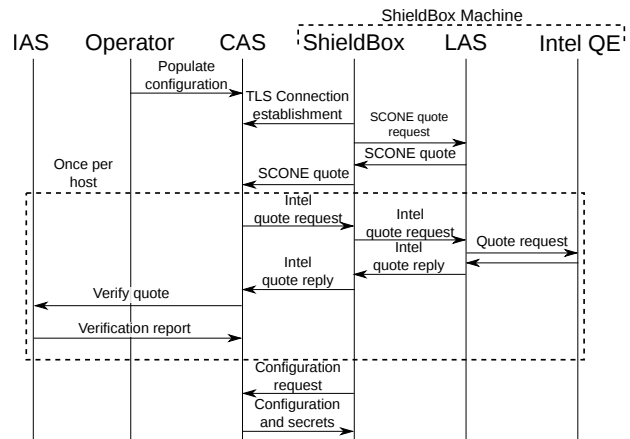 ShieldBox Machine
IAS Operator CAS ShieldBox LAS Intel QE
Populate
configuration
TLS Connection
establishment
SCONE quote
request
SCONE quote
SCONE quote
Once per
host
Intel
quote request
Intel
quote request
Quote request
Intel
quote reply
Intel
quote reply
Verify quote
Verification report
Configuration
request
Configuration
and secrets